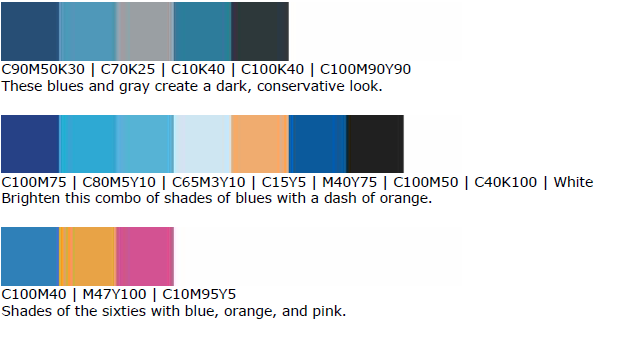 C90M50K30 | C70K25 | C10K40 | C100K40 | C100M90Y90
These blues and gray create a dark, conservative look.
C100M75 | C80M5Y10 | C65M3Y10 | C15Y5 | M40Y75 | C100M50 | C40K100 | White
Brighten this combo of shades of blues with a dash of orange.
C100M40 | M47Y100 | C10M95Y5
Shades of the sixties with blue, orange, and pink.